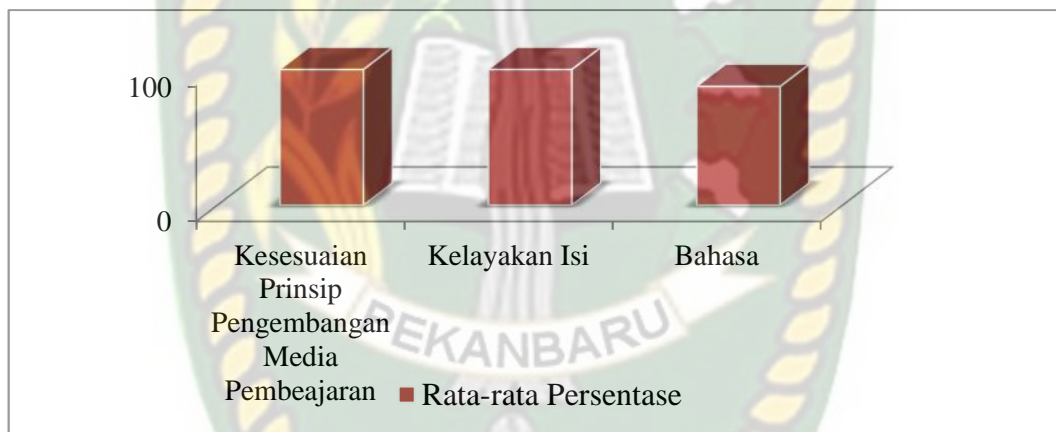 100
0
Kesesuaian
Prinsip
Pengembangan
Media
Pembeajaran
Kelayakan Isi
Bahasa
PEKANBARU
Rata-rata Persentase